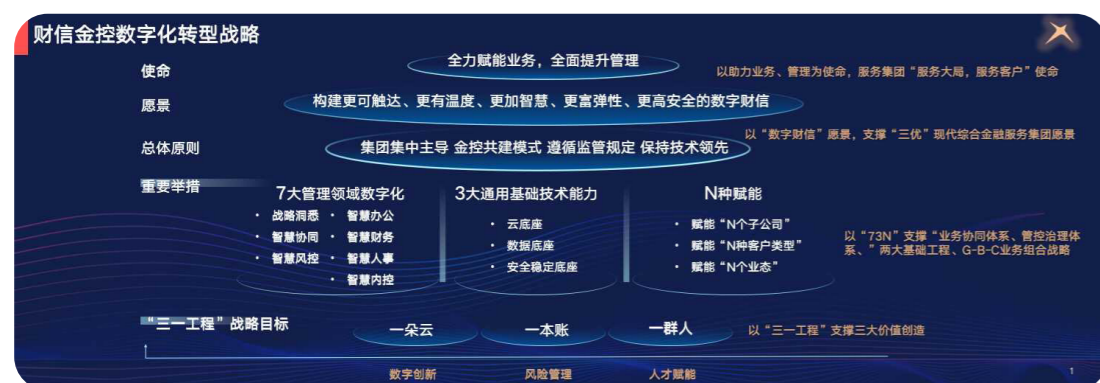 财信金控数字化转型战略
使命
全力赋能业务，全面提升管理
以助力业务、管理为使命，服务集团“服务大局，服务客户”使命
愿景
构建更可触达、更有温度、更加智慧、更富弹性、更高安全的数字财信
以“数字财信”愿景，支撑“三优”现代综合金融服务集团愿景
总体原则
集团集中主导 金控共建模式 遵循监管规定 保持技术领先
重要举措
7大管理领域数字化
· 战略洞悉 · 智慧办公
· 智慧协同 · 智慧财务
· 智慧风控 · 智慧人事
· 智慧内控
3大通用基础技术能力
· 云底座
· 数据底座
· 安全稳定底座
N种赋能
· 赋能“N个子公司”
· 赋能“N种客户类型”
· 赋能“N个业态”
以“73N”支撑“业务协同体系、管控治理体
系、”两大基础工程、G-B-C业务组合战略
“三一工程”战略目标
一朵云
一本账
一群人
以“三一工程”支撑三大价值创造
数字创新
风险管理
人才赋能
1